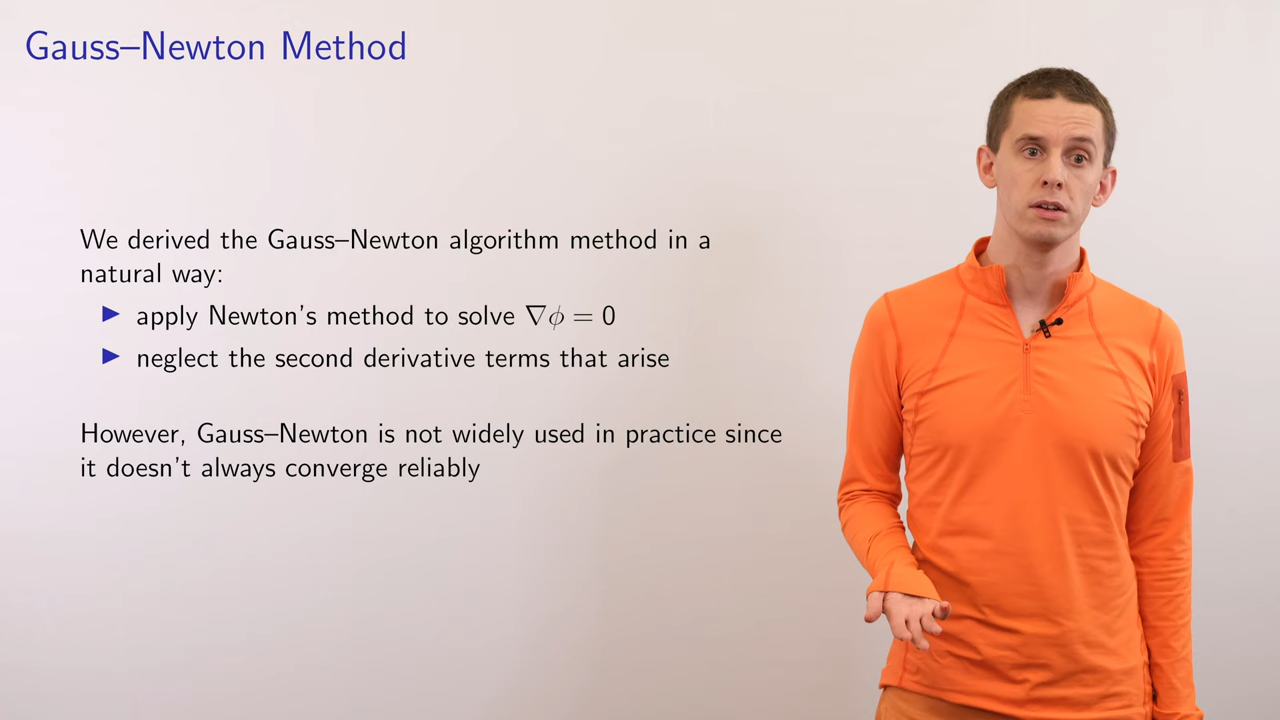 Gauss–Newton Method
We derived the Gauss–Newton algorithm method in a
natural way:
▶ apply Newton's method to solve ∇ϕ = 0
▶ neglect the second derivative terms that arise
However, Gauss–Newton is not widely used in practice since
it doesn't always converge reliably